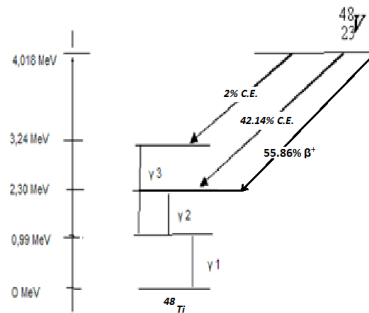 48
23 V
4,018 MeV
2% C.E.
42.14% C.E.
3,24 MeV
55.86% β⁺
γ 3
2,30 MeV
γ 2
0,99 MeV
γ 1
0 MeV
48 Ti